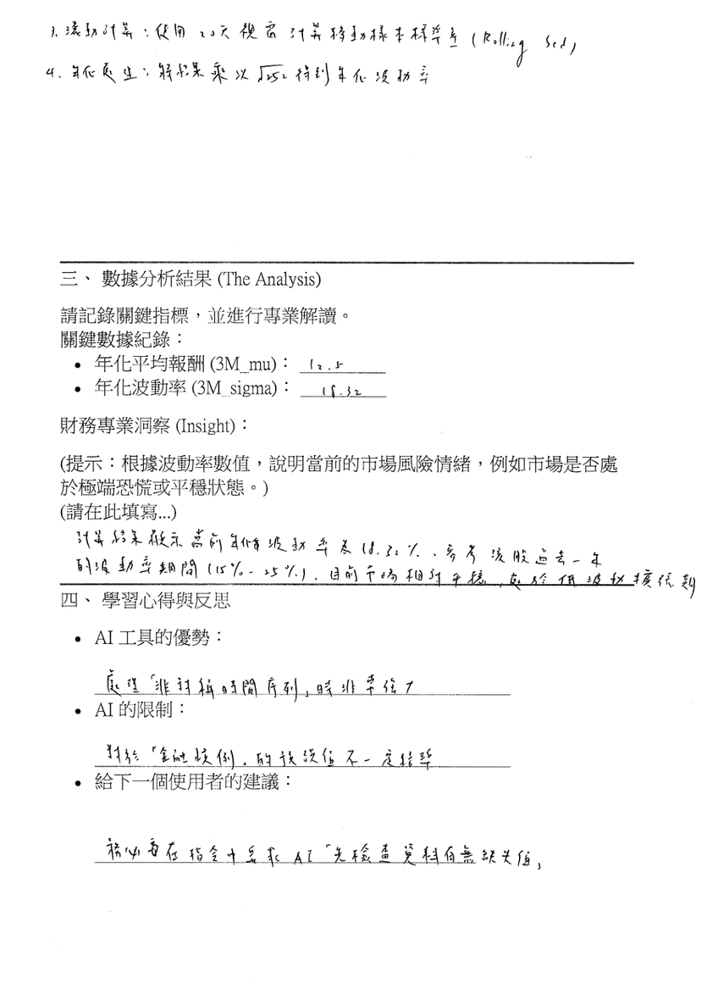 3. 滾動計算：使用 20天視窗計算移動樣本標準差 (Rolling Std)
4. 年化處理：將結果乘以 √252 得到年化波動率
三、 數據分析結果 (The Analysis)
請記錄關鍵指標，並進行專業解讀。
關鍵數據紀錄：
• 年化平均報酬 (3M_mu)： 12.5
• 年化波動率 (3M_sigma)： 18.32
財務專業洞察 (Insight)：
(提示：根據波動率數值，說明當前的市場風險情緒，例如市場是否處
於極端恐慌或平穩狀態。)
(請在此填寫...)
計算結果顯示當前年化波動率為 18.32%，參考該股過去一年
的波動率期間 (15%-25%)，目前市場相對平穩，處於低波動擴張期
四、 學習心得與反思
• AI 工具的優勢：
處理「非對稱時間序列」時非常強大
• AI 的限制：
對於「金融慣例」的預設值不一定精準
• 給下一個使用者的建議：
務必要在指令中要求 AI「先檢查資料有無缺失值」